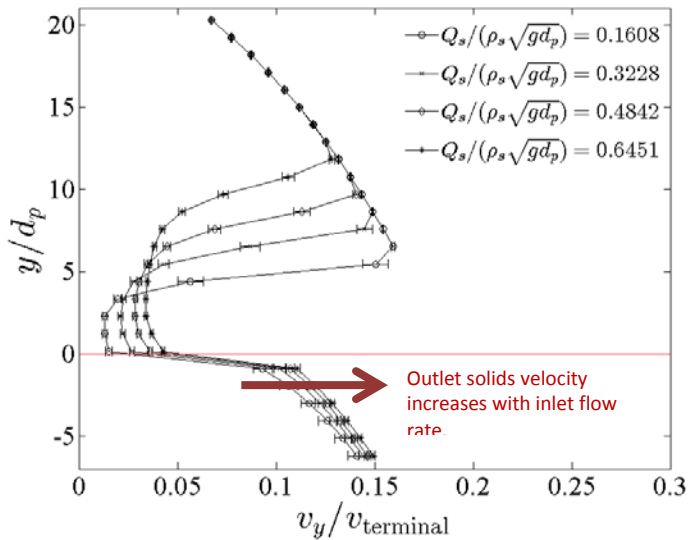 20
15
10
5
0
-5
y/d_p
Q_s/(ρ_s√gd_p) = 0.1608
Q_s/(ρ_s√gd_p) = 0.3228
Q_s/(ρ_s√gd_p) = 0.4842
Q_s/(ρ_s√gd_p) = 0.6451
Outlet solids velocity
increases with inlet flow
rate.
0 0.05 0.1 0.15 0.2 0.25 0.3
v_y/v_terminal